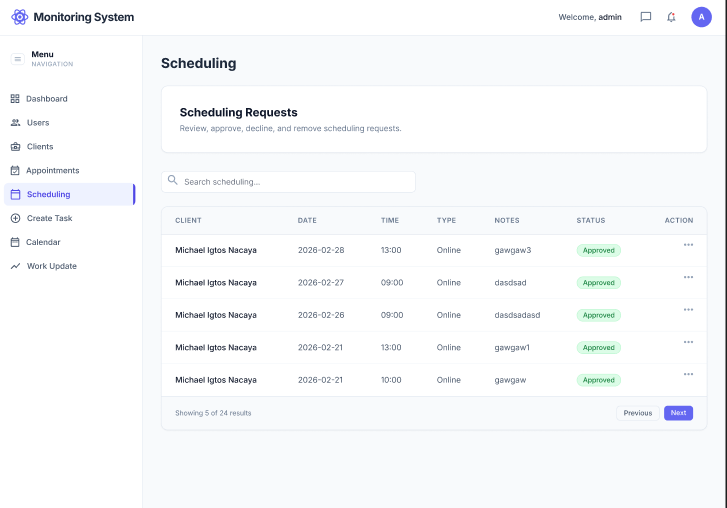 Monitoring System
Welcome, admin
A
Menu
NAVIGATION
Dashboard
Users
Clients
Appointments
Scheduling
Create Task
Calendar
Work Update
Scheduling
Scheduling Requests
Review, approve, decline, and remove scheduling requests.
Search scheduling...
CLIENT DATE TIME TYPE NOTES STATUS ACTION
Michael Igtos Nacaya 2026-02-28 13:00 Online gawgaw3 Approved ...
Michael Igtos Nacaya 2026-02-27 09:00 Online dasdsad Approved ...
Michael Igtos Nacaya 2026-02-26 09:00 Online dasdsadasd Approved ...
Michael Igtos Nacaya 2026-02-21 13:00 Online gawgaw1 Approved ...
Michael Igtos Nacaya 2026-02-21 10:00 Online gawgaw Approved ...
Showing 5 of 24 results
Previous Next